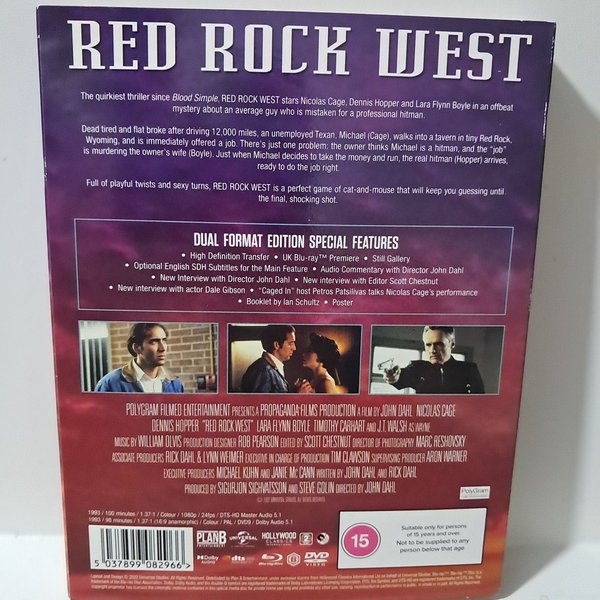 RED ROCK WEST
The quirkiest thriller since Blood Simple, RED ROCK WEST stars Nicolas Cage, Dennis Hopper and Lara Flynn Boyle in an offbeat
mystery about an average guy who is mistaken for a professional hitman.
Dead tired and flat broke after driving 12,000 miles, an unemployed Texan, Michael (Cage), walks into a tavern in tiny Red Rock,
Wyoming, and is immediately offered a job. There's just one problem: the owner thinks Michael is a hitman, and the "job"
is murdering the owner's wife (Boyle). Just when Michael decides to take the money and run, the real hitman (Hopper) arrives,
ready to do the job right.
Full of playful twists and sexy turns, RED ROCK WEST is a perfect game of cat-and-mouse that will keep you guessing until
the final, shocking shot.
DUAL FORMAT EDITION SPECIAL FEATURES
• High Definition Transfer • UK Blu-ray™ Premiere • Still Gallery
• Optional English SDH Subtitles for the Main Feature • Audio Commentary with Director John Dahl
• New Interview with Director John Dahl • New interview with Editor Scott Chestnut
• New interview with actor Dale Gibson • "Caged In" host Petros Patsilivas talks Nicolas Cage's performance
• Booklet by Ian Schultz • Poster
POLYGRAM FILMED ENTERTAINMENT PRESENTS A PROPAGANDA FILMS PRODUCTION A FILM BY JOHN DAHL NICOLAS CAGE
DENNIS HOPPER "RED ROCK WEST" LARA FLYNN BOYLE TIMOTHY CARHART AND J.T. WALSH AS WAYNE
MUSIC BY WILLIAM OLVIS PRODUCTION DESIGNER ROB PEARSON EDITED BY SCOTT CHESTNUT DIRECTOR OF PHOTOGRAPHY MARC RESHOVSKY
ASSOCIATE PRODUCERS RICK DAHL & LYNN WEIMER EXECUTIVE IN CHARGE OF PRODUCTION TIM CLAWSON SUPERVISING PRODUCER ARON WARNER
EXECUTIVE PRODUCERS MICHAEL KUHN AND JANIE MC CANN WRITTEN BY JOHN DAHL AND RICK DAHL
PRODUCED BY SIGURJON SIGHVATSSON AND STEVE GOLIN DIRECTED BY JOHN DAHL
PolyGram
1993 / 100 minutes / 1.37:1 / Colour / 1080p / 24fps / DTS-HD Master Audio 5.1
1993 / 96 minutes / 1.37:1 (16:9 anamorphic) / Colour / PAL / DVD9 / Dolby Audio 5.1
5 037899 082966 >
PLAN B
ENTERTAINMENT
UNIVERSAL
HOLLYWOOD
CLASSICS
2
Dolby
AUDIO
dts-HD
Blu-ray Disc
DVD
VIDEO
15
Suitable only for persons
of 15 years and over.
Not to be supplied to any
person below that age